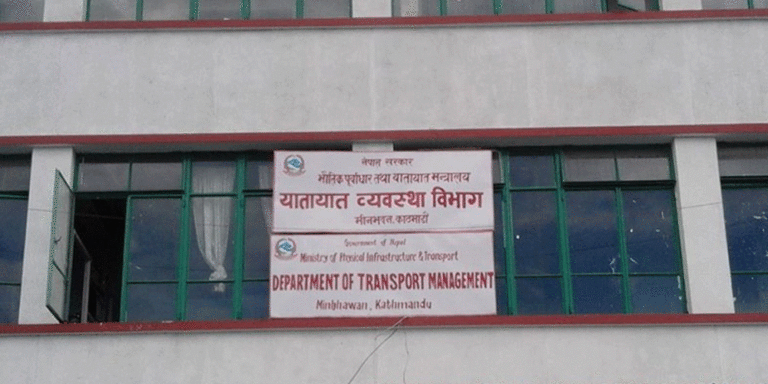 नेपाल सरकार
भौतिक पूर्वाधार तथा यातायात मन्त्रालय
यातायात व्यवस्था विभाग
मीनभवन, काठमाडौं
Government of Nepal
Ministry of Physical Infrastructure & Transport
DEPARTMENT OF TRANSPORT MANAGEMENT
Minbhawan, Kathmandu